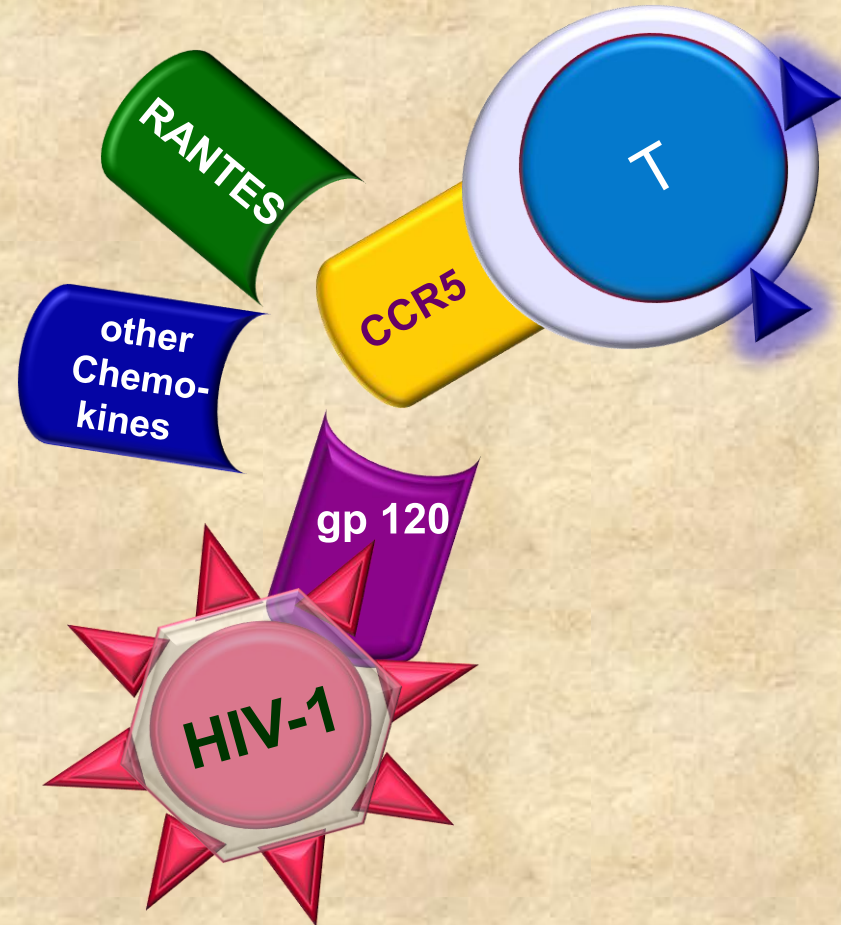 RANTES
T
CCR5
other
Chemo-
kines
gp 120
HIV-1